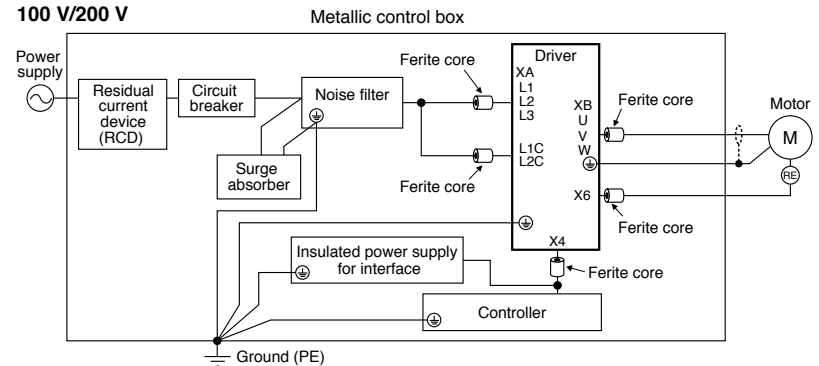 100 V/200 V
Metallic control box
Power
supply
Residual
current
device
(RCD)
Circuit
breaker
Noise filter
Surge
absorber
Ferite core
Ferite core
Driver
XA
L1
L2
L3
L1C
L2C
XB
U
V
W
X6
X4
Ferite core
Ferite core
Ferite core
Motor
M
RE
Insulated power supply
for interface
Controller
Ground (PE)